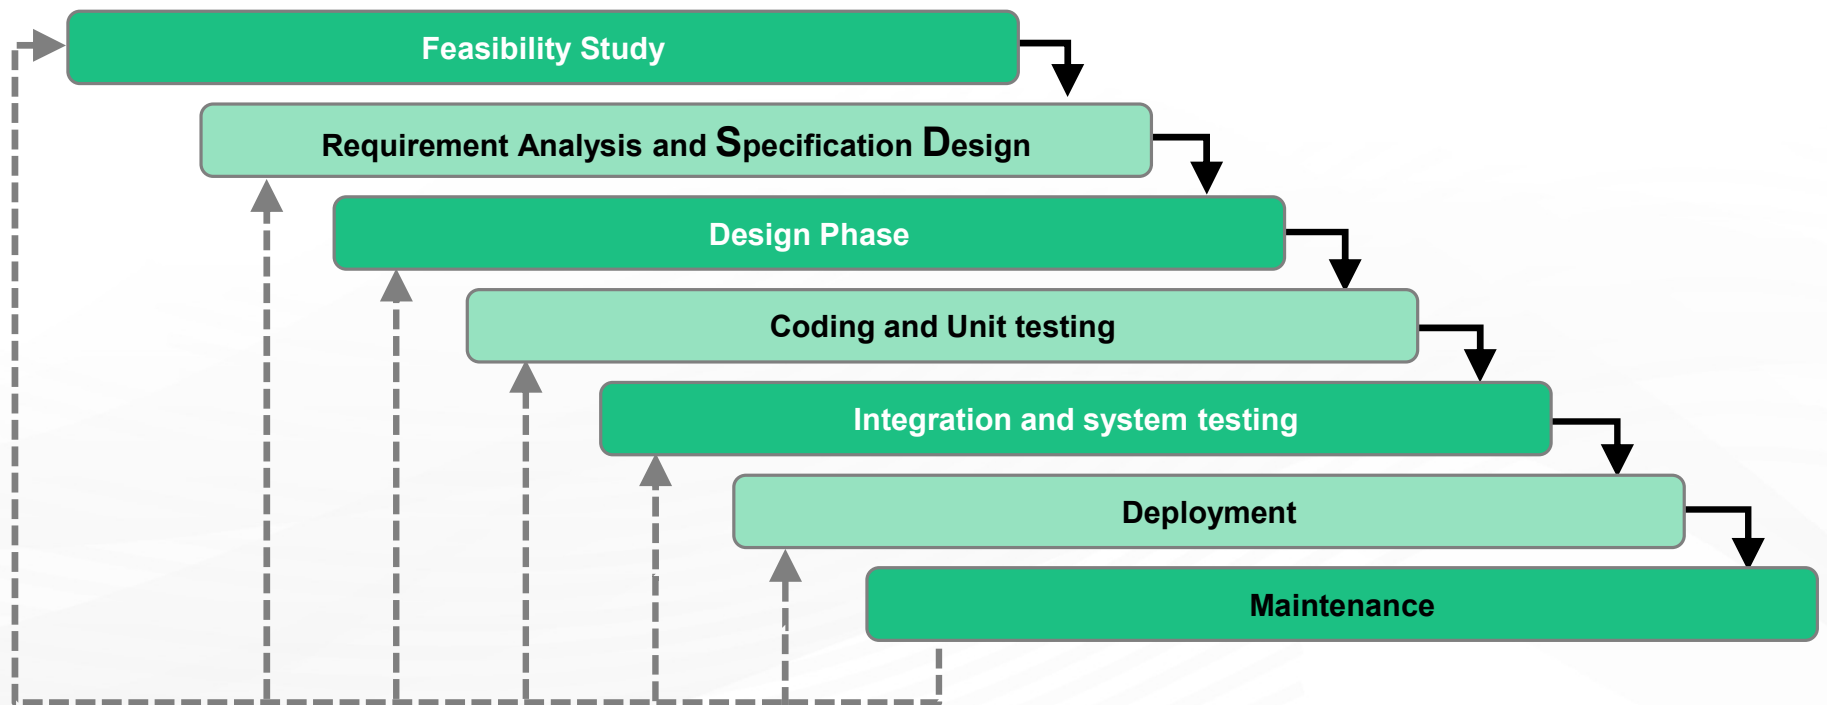 Feasibility Study
Requirement Analysis and Specification Design
Design Phase
Coding and Unit testing
Integration and system testing
Deployment
Maintenance